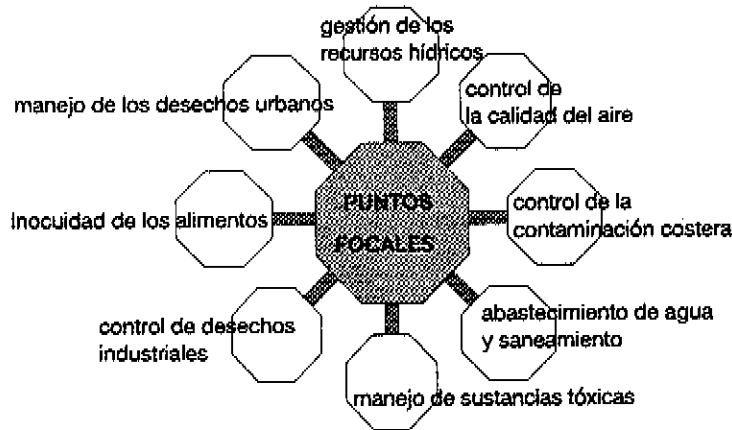 gestión de los
recursos hídricos
control de
la calidad del aire
control de la
contaminación costera
abastecimiento de agua
y saneamiento
manejo de sustancias tóxicas
control de desechos
industriales
Inocuidad de los alimentos
manejo de los desechos urbanos
PUNTOS
FOCALES